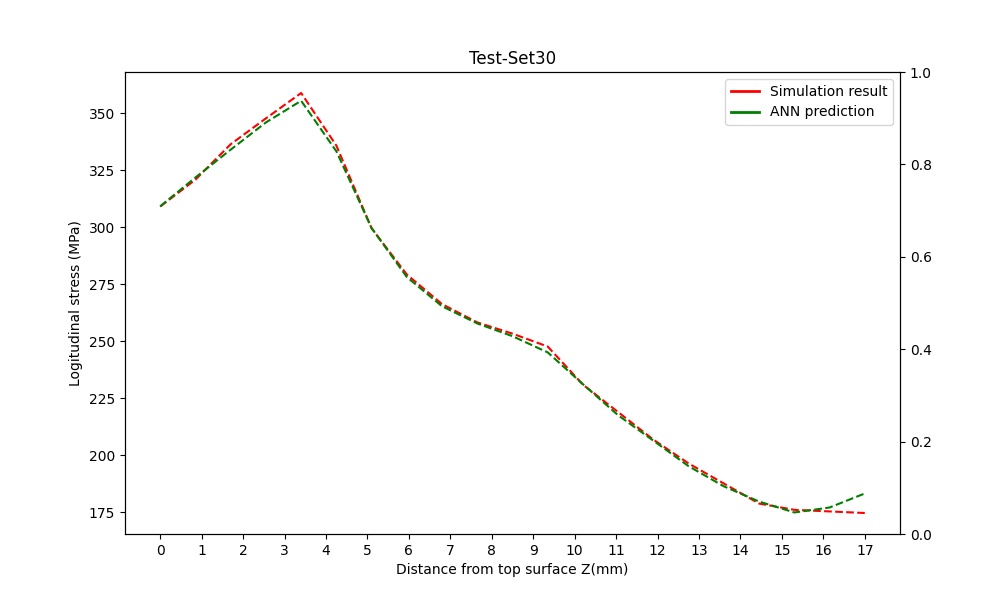 Test-Set30
Simulation result
ANN prediction
Logitudinal stress (MPa)
350
325
300
275
250
225
200
175
1.0
0.8
0.6
0.4
0.2
0.0
0 1 2 3 4 5 6 7 8 9 10 11 12 13 14 15 16 17
Distance from top surface Z(mm)